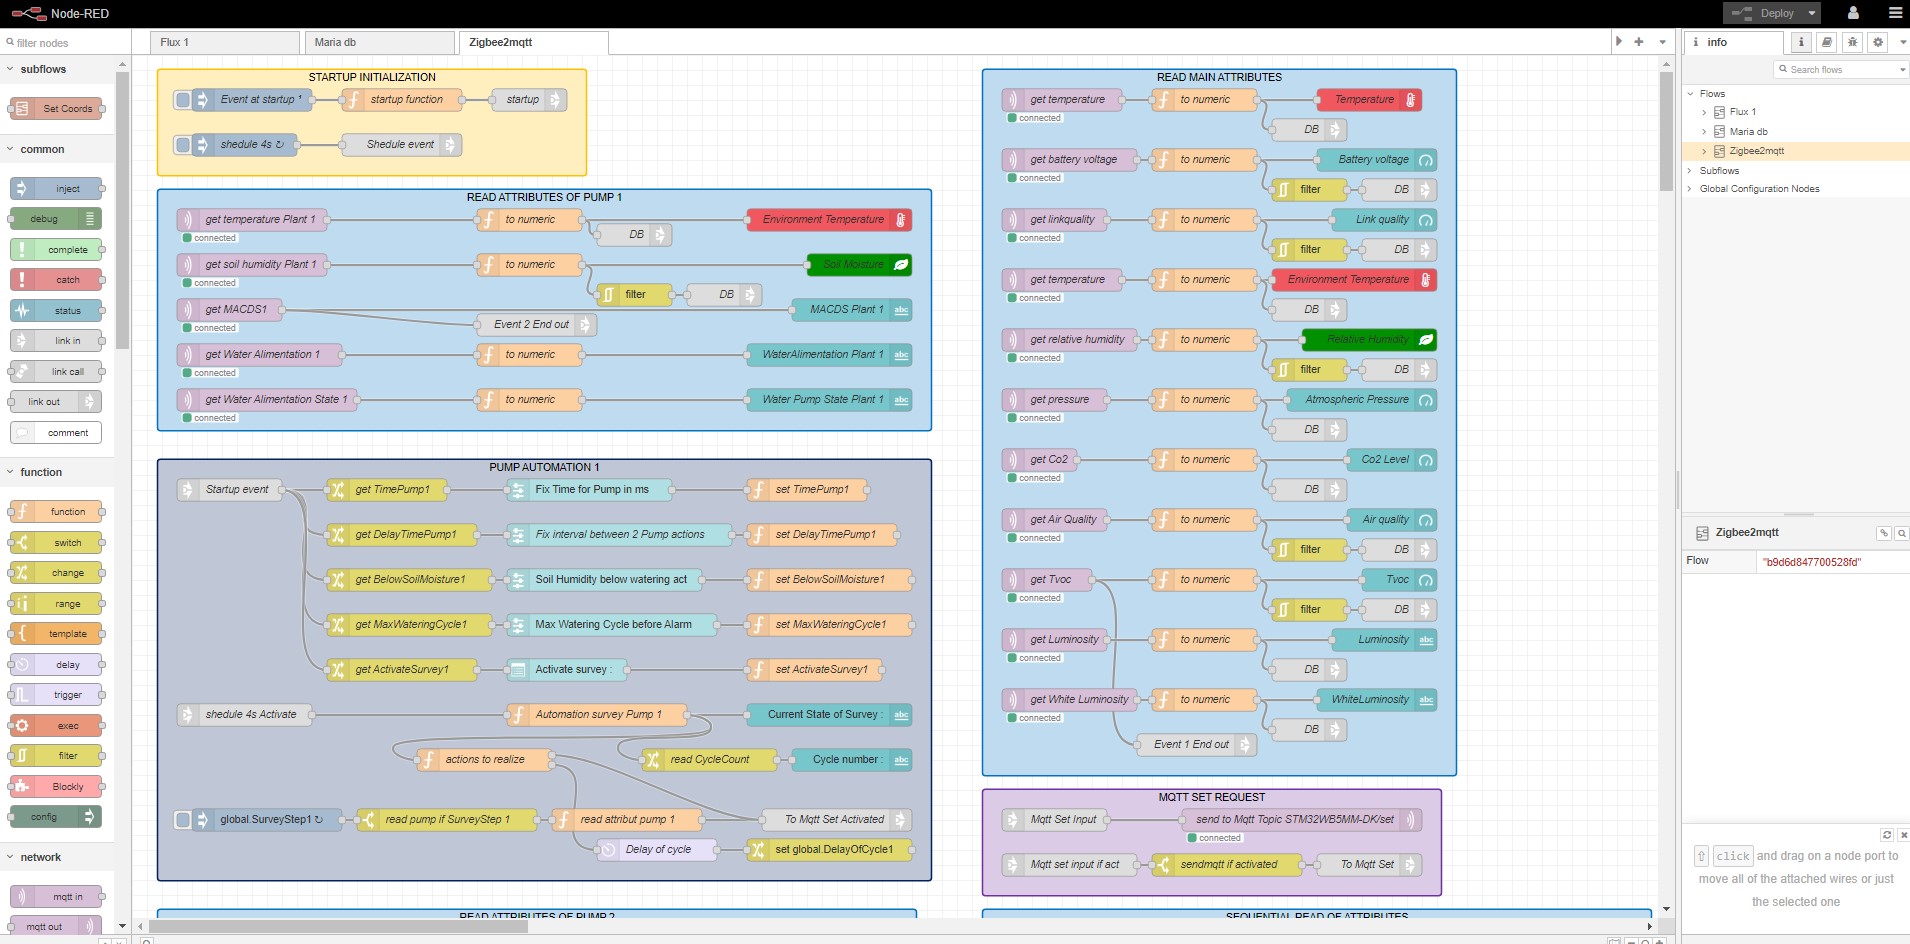 Node-RED
Deploy
filter nodes
Flux 1
Maria db
Zigbee2mqtt
subflows
Set Coords
common
inject
debug
complete
catch
status
link in
link call
link out
comment
function
function
switch
change
range
template
delay
trigger
exec
filter
Blockly
config
network
mqtt in
mqtt out
STARTUP INITIALIZATION
Event at startup ¹
startup function
startup
shedule 4s ↻
Shedule event
READ ATTRIBUTES OF PUMP 1
get temperature Plant 1
to numeric
Environment Temperature
connected
DB
get soil humidity Plant 1
to numeric
Soil Moisture
connected
filter
DB
get MACDS1
MACDS Plant 1
connected
Event 2 End out
get Water Alimentation 1
to numeric
WaterAlimentation Plant 1
connected
get Water Alimentation State 1
to numeric
Water Pump State Plant 1
connected
PUMP AUTOMATION 1
Startup event
get TimePump1
Fix Time for Pump in ms
set TimePump1
get DelayTimePump1
Fix interval between 2 Pump actions
set DelayTimePump1
get BelowSoilMoisture1
Soil Humidity below watering act
set BelowSoilMoisture1
get MaxWateringCycle1
Max Watering Cycle before Alarm
set MaxWateringCycle1
get ActivateSurvey1
Activate survey :
set ActivateSurvey1
shedule 4s Activate
Automation survey Pump 1
Current State of Survey :
actions to realize
read CycleCount
Cycle number :
global.SurveyStep1 ↻
read pump if SurveyStep 1
read attribut pump 1
To Mqtt Set Activated
Delay of cycle
set global.DelayOfCycle1
READ ATTRIBUTES OF PUMP 2
READ MAIN ATTRIBUTES
get temperature
to numeric
Temperature
connected
DB
get battery voltage
to numeric
Battery voltage
connected
filter
DB
get linkquality
to numeric
Link quality
connected
filter
DB
get temperature
to numeric
Environment Temperature
connected
DB
get relative humidity
to numeric
Relative Humidity
connected
filter
DB
get pressure
to numeric
Atmospheric Pressure
connected
DB
get Co2
to numeric
Co2 Level
connected
DB
get Air Quality
to numeric
Air quality
connected
filter
DB
get Tvoc
to numeric
Tvoc
connected
filter
DB
get Luminosity
to numeric
Luminosity
connected
DB
get White Luminosity
to numeric
WhiteLuminosity
connected
DB
Event 1 End out
MQTT SET REQUEST
Mqtt Set Input
send to Mqtt Topic STM32WB5MM-DK/set
connected
Mqtt set input if act
sendmqtt if activated
To Mqtt Set
SEQUENTIAL READ OF ATTRIBUTES
info
Search flows
Flows
Flux 1
Maria db
Zigbee2mqtt
Subflows
Global Configuration Nodes
Zigbee2mqtt
Flow
"b9d6d847700528fd"
⇧ click and drag on a node port to
move all of the attached wires or just
the selected one